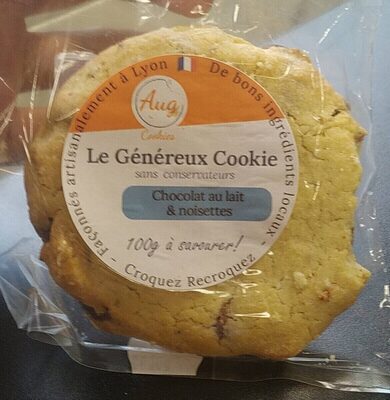 Façonnés artisanalement à Lyon 🇫🇷 De bons ingrédients locaux -
Aug
Cookies
Le Généreux Cookie
sans conservateurs
Chocolat au lait
& noisettes
100g à savourer!
- Croquez Recroquez -